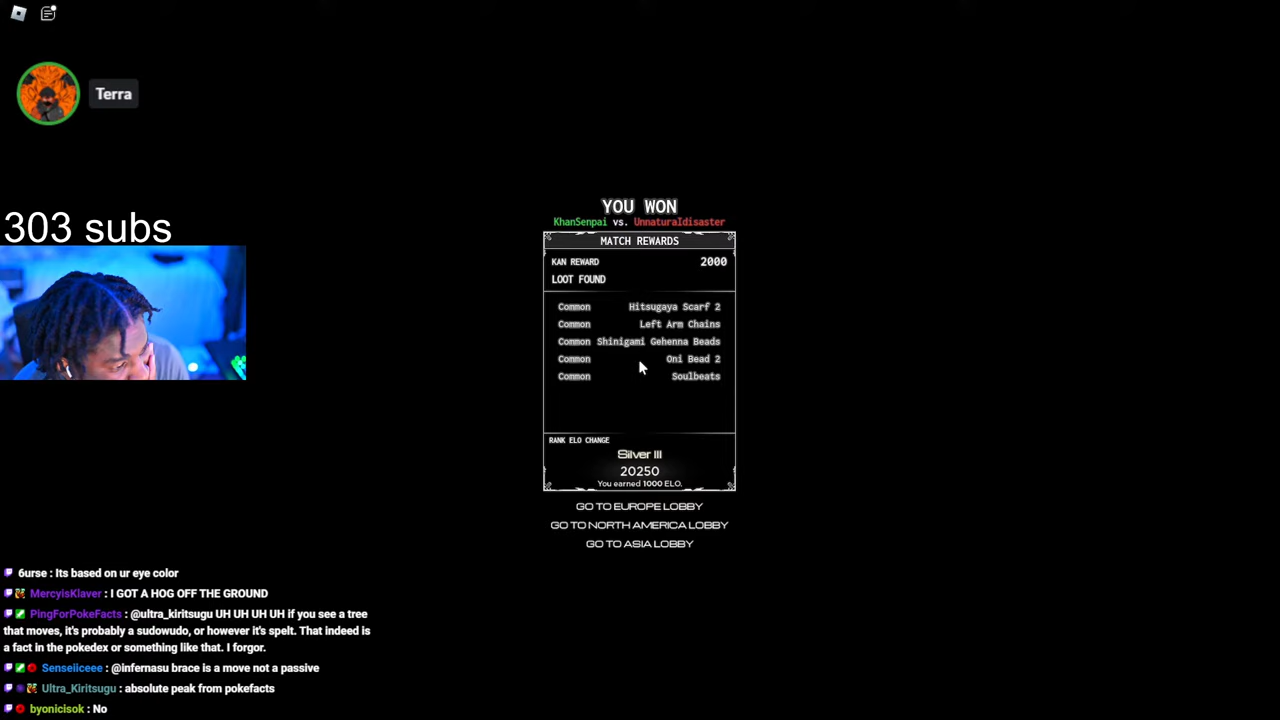 Terra
303 subs
YOU WON
KhanSenpai vs. Unnaturaldisaster
MATCH REWARDS
KAN REWARD 2000
LOOT FOUND
Common Hitsugaya Scarf 2
Common Left Arm Chains
Common Shinigami Gehenna Beads
Common Oni Bead 2
Common Soulbeats
RANK ELO CHANGE
Silver III
20250
You earned 1000 ELO.
GO TO EUROPE LOBBY
GO TO NORTH AMERICA LOBBY
GO TO ASIA LOBBY
6urse : Its based on ur eye color
MercyisKlaver : I GOT A HOG OFF THE GROUND
PingForPokeFacts : @ultra_kiritsugu UH UH UH UH if you see a tree
that moves, it's probably a sudowudo, or however it's spelt. That indeed is
a fact in the pokedex or something like that. I forgor.
Senseiiceee : @infernasu brace is a move not a passive
Ultra_Kiritsugu : absolute peak from pokefacts
byonicisok : No